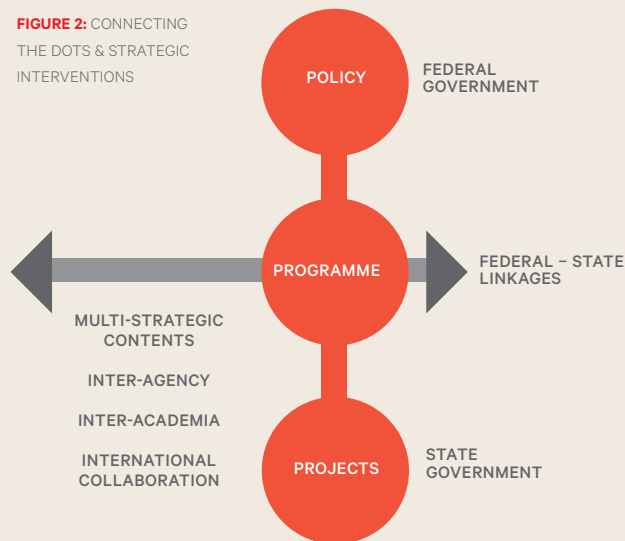 FIGURE 2: CONNECTING
THE DOTS & STRATEGIC
INTERVENTIONS
POLICY
FEDERAL
GOVERNMENT
PROGRAMME
FEDERAL – STATE
LINKAGES
MULTI-STRATEGIC
CONTENTS
INTER-AGENCY
INTER-ACADEMIA
INTERNATIONAL
COLLABORATION
PROJECTS
STATE
GOVERNMENT